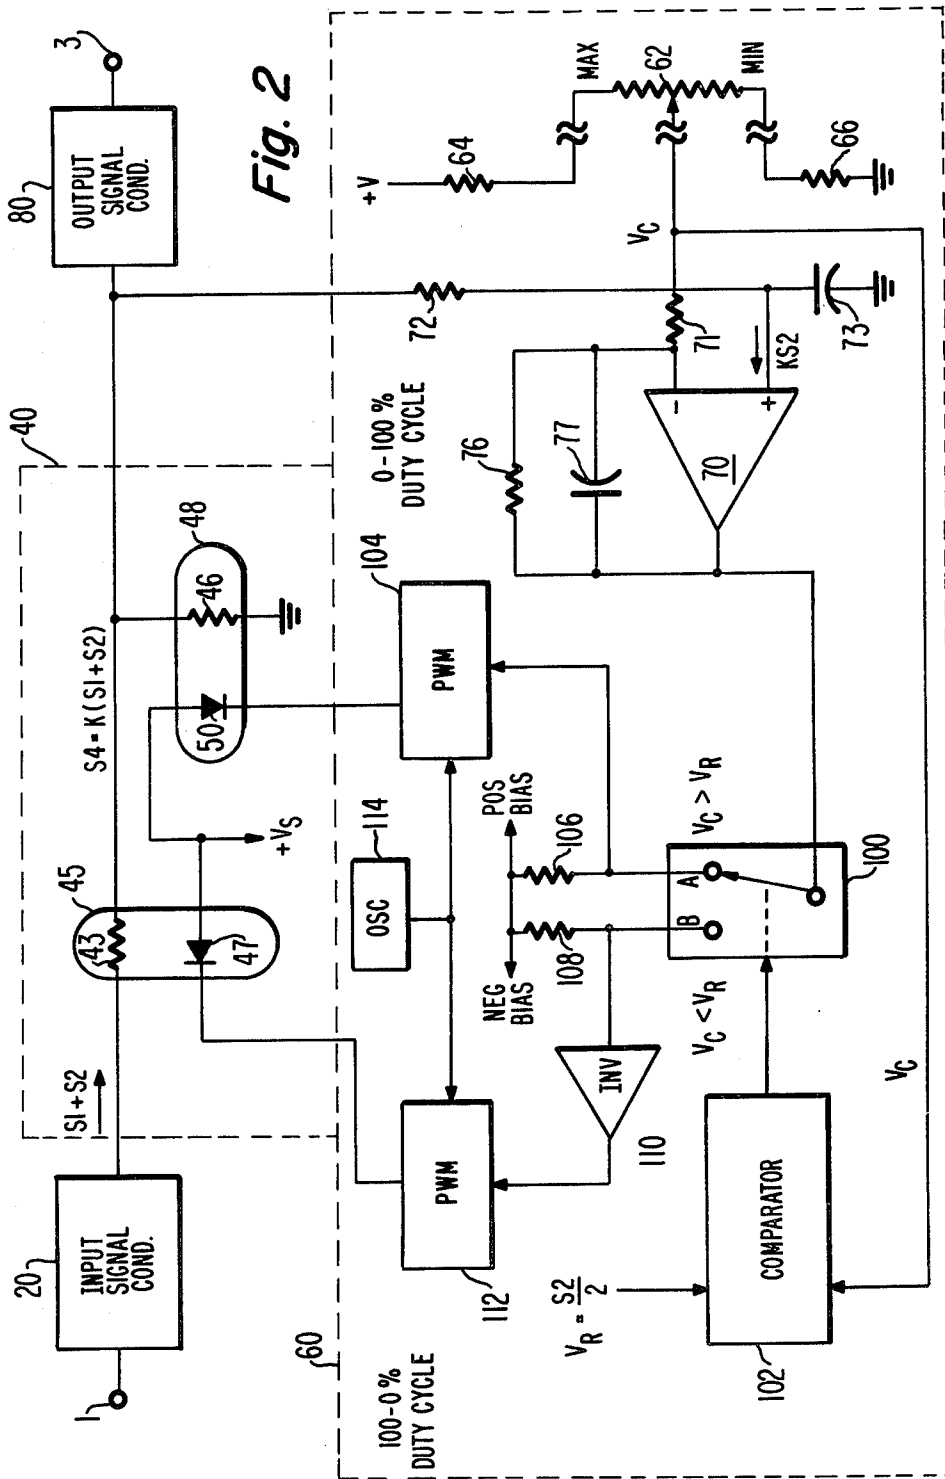 Fig. 2
1
20
INPUT
SIGNAL
COND.
S1+S2
45
43
47
+VS
S4=K(S1+S2)
40
48
46
50
80
OUTPUT
SIGNAL
COND.
3
60
100-0%
DUTY CYCLE
112
PWM
OSC
114
PWM
104
0-100%
DUTY CYCLE
72
+V
64
MAX
62
MIN
66
VC
71
73
KS2
76
77
70
-
+
NEG
BIAS
POS
BIAS
108
106
INV
110
B
A
VC<VR
VC>VR
100
VR=S2/2
COMPARATOR
102
VC